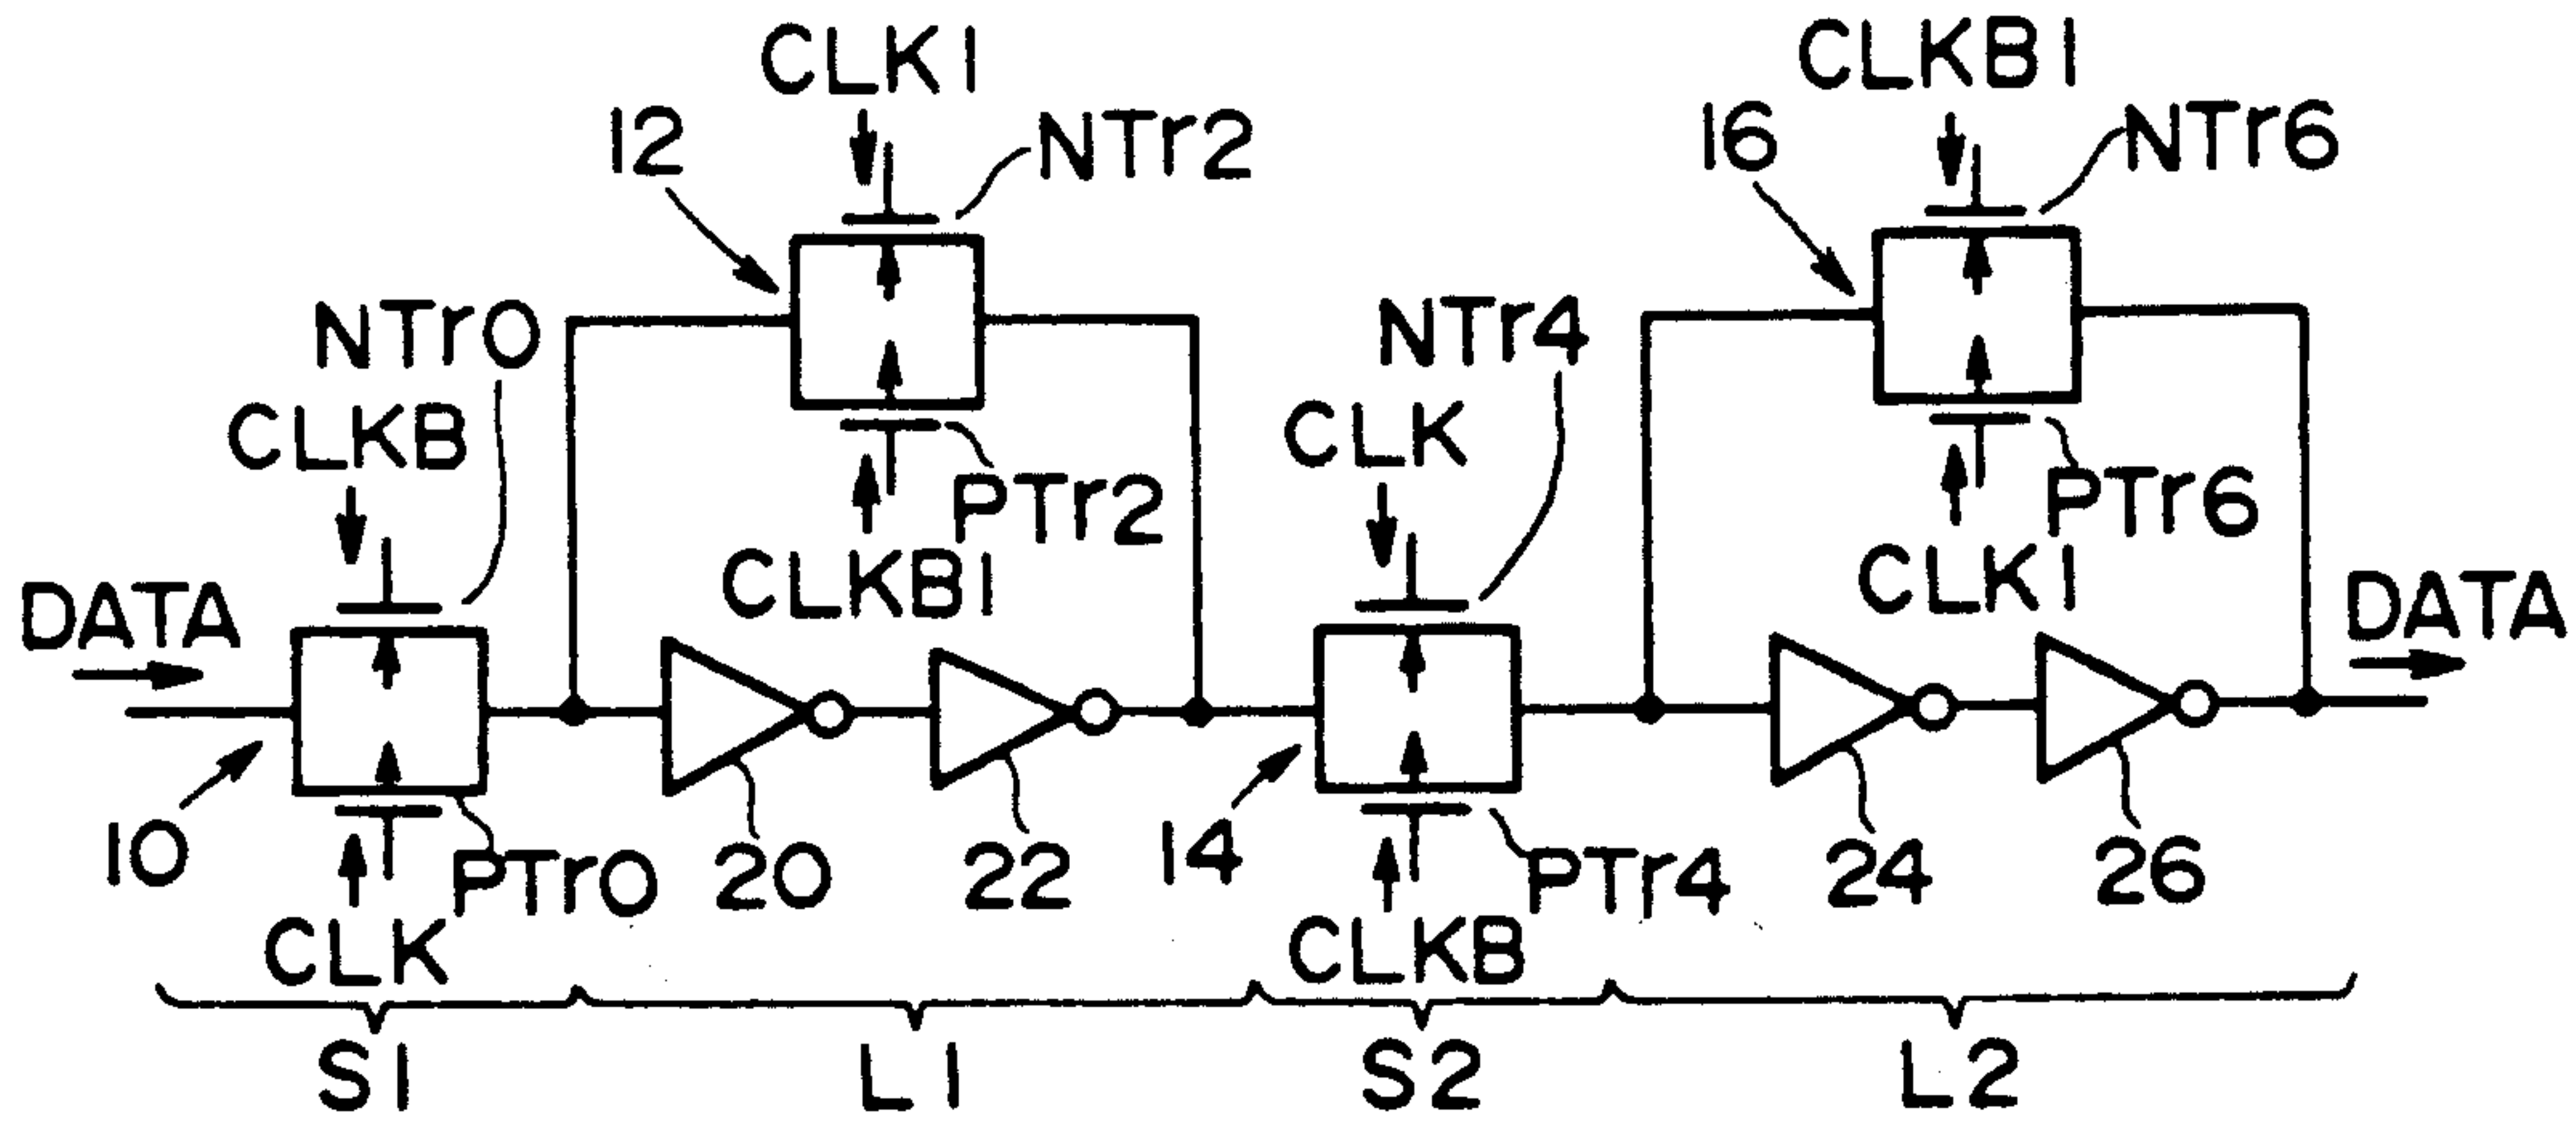 CLK1
CLKB1
12
NTr2
16
NTr6
NTr0
NTr4
CLKB
CLK
PTr2
PTr6
CLKB1
CLK1
DATA
DATA
10
PTr0
20
22
14
PTr4
24
26
CLK
CLKB
S1
L1
S2
L2